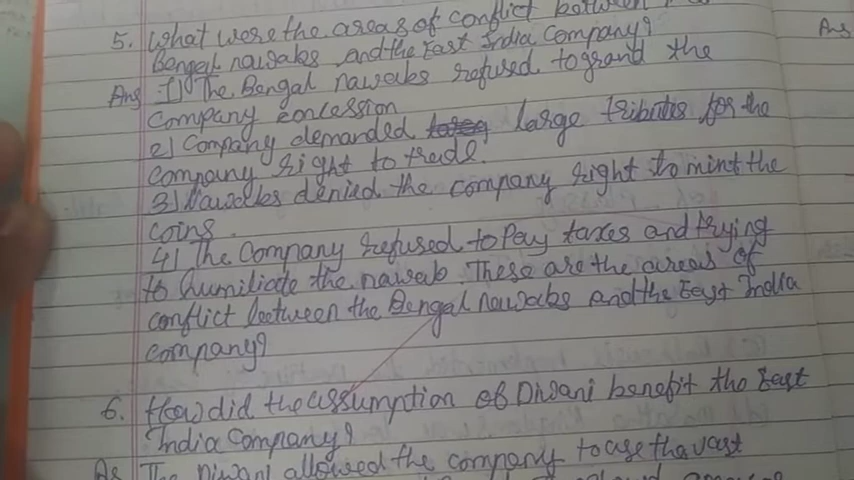 5. What were the areas of conflict between
Bengal nawabs and the East India Company?
Ans 1) The Bengal nawabs refused to grant the
Company concession
2) Company demanded large tributes for the
Company right to trade.
3) Nawabs denied the company right to mint the
coins.
4) The Company refused to Pay taxes and trying
to humiliate the nawab. These are the areas of
conflict between the Bengal nawabs and the East India
company?
6. How did the assumption of Diwani benefit the East
India Company?
As The Diwani allowed the company to use the vast
Ans